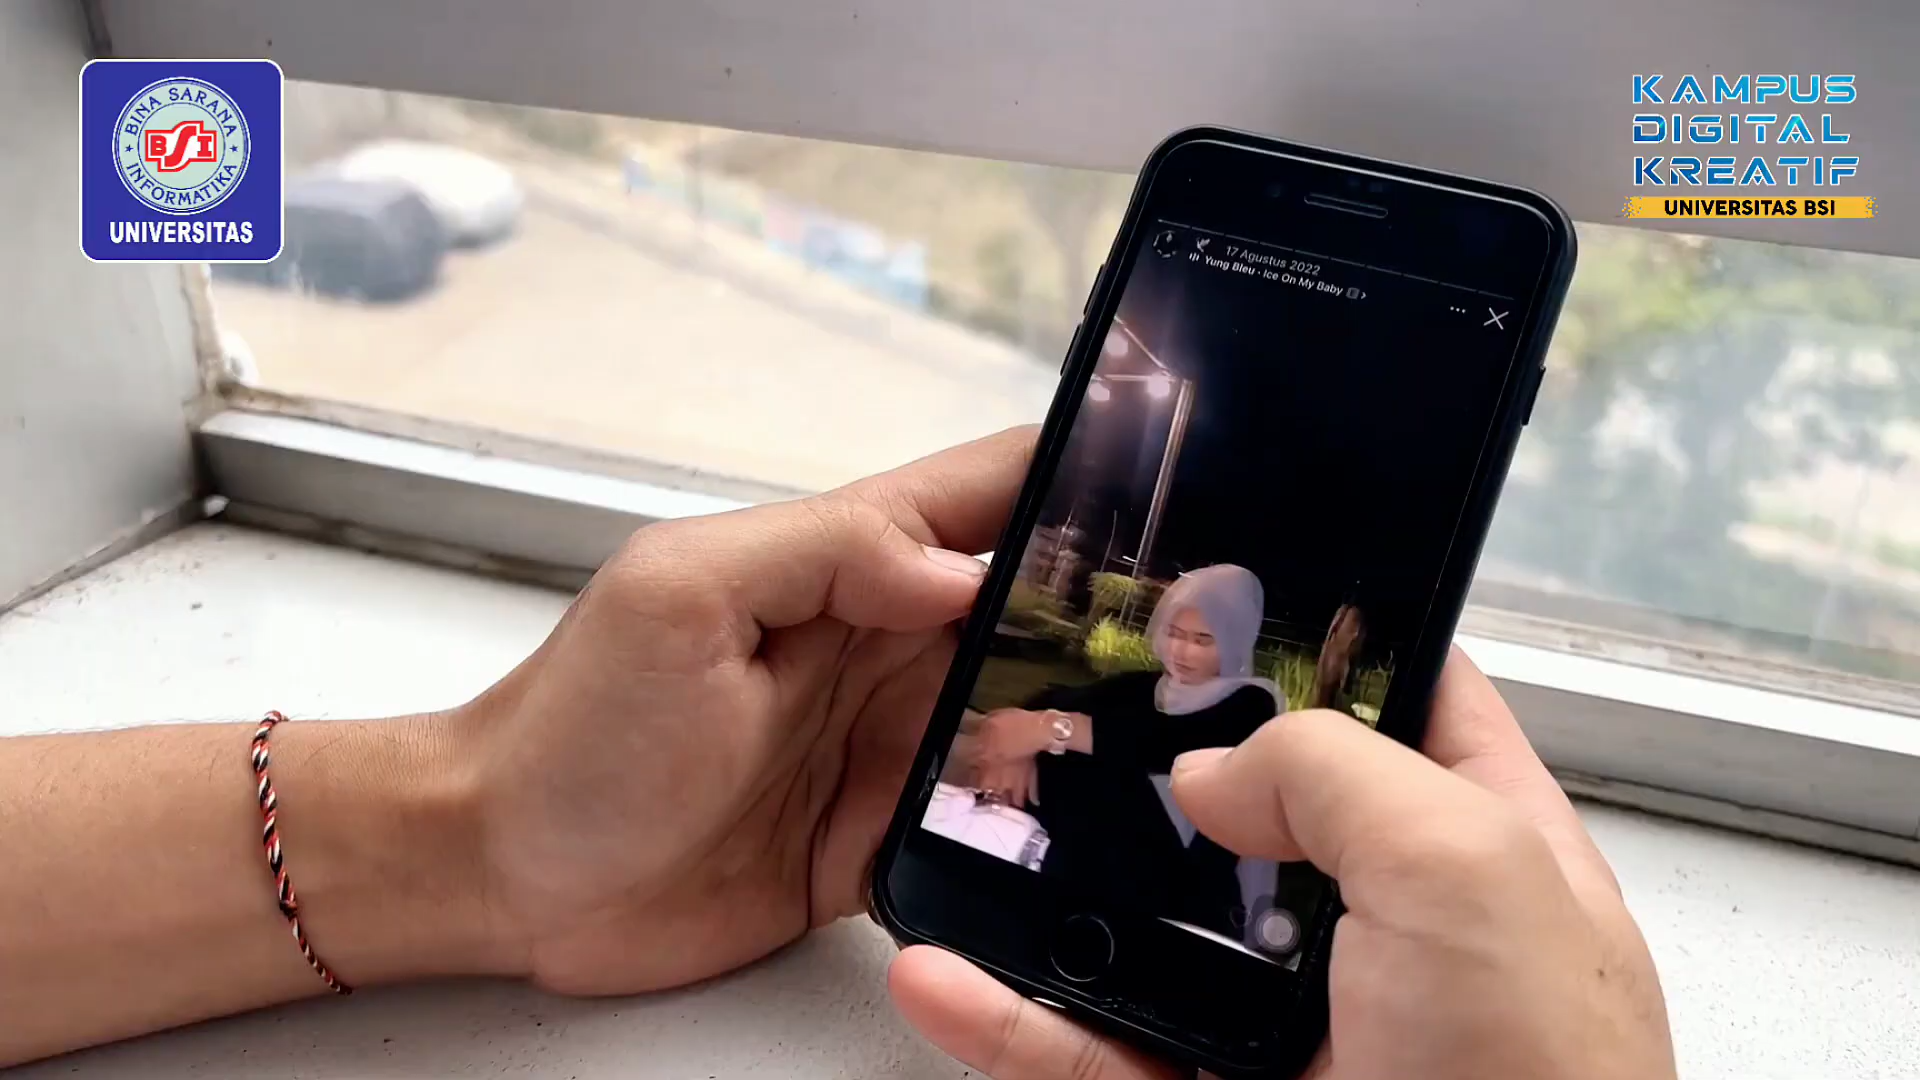 BINA SARANA
BSI
INFORMATIKA
UNIVERSITAS
KAMPUS
DIGITAL
KREATIF
UNIVERSITAS BSI
17 Agustus 2022
Yung Bleu · Ice On My Baby E >